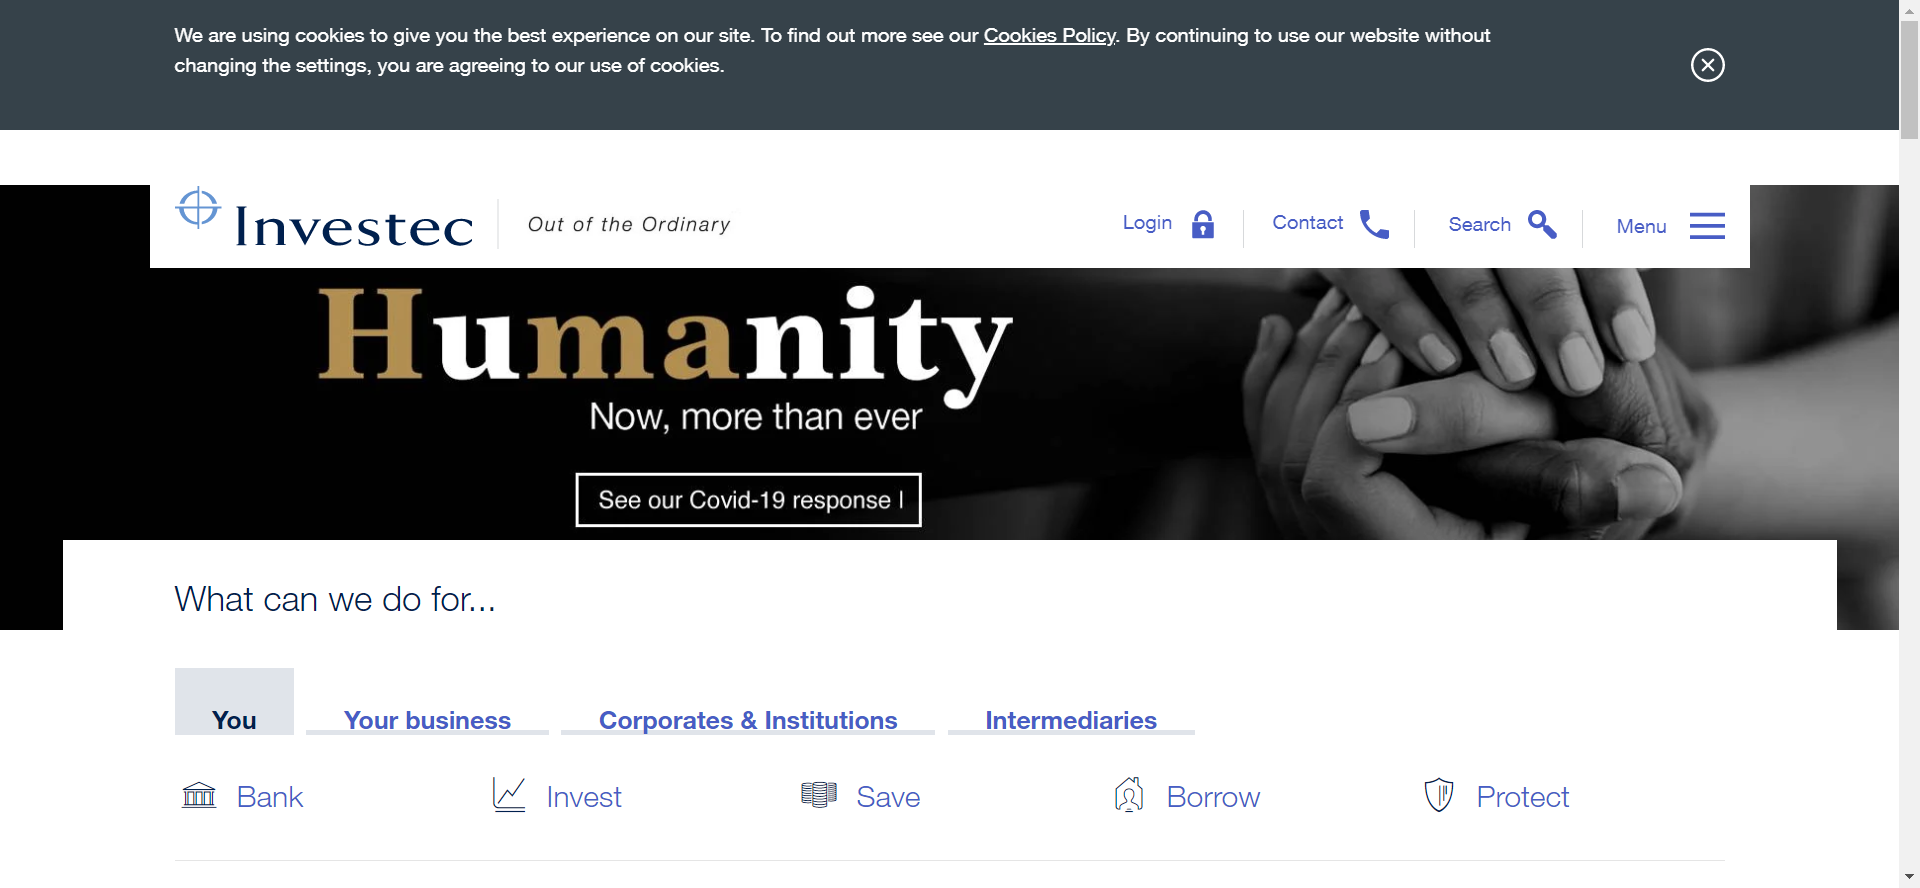 We are using cookies to give you the best experience on our site. To find out more see our Cookies Policy. By continuing to use our website without
changing the settings, you are agreeing to our use of cookies.
Investec
Out of the Ordinary
Login
Contact
Search
Menu
Humanity
Now, more than ever
See our Covid-19 response |
What can we do for...
You
Your business
Corporates & Institutions
Intermediaries
Bank
Invest
Save
Borrow
Protect